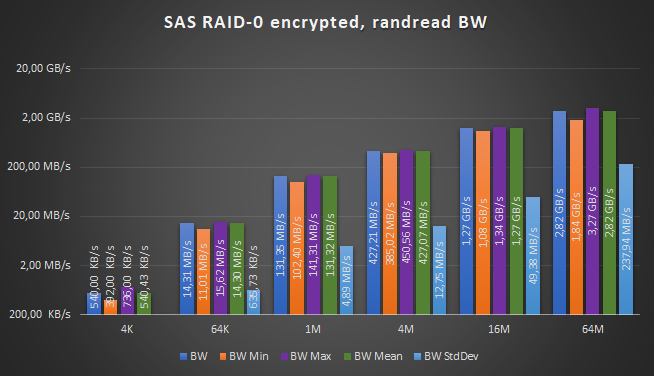 SAS RAID-0 encrypted, randread BW
20,00 GB/s
2,00 GB/s
200,00 MB/s
20,00 MB/s
2,00 MB/s
200,00 KB/s
540,00 KB/s
392,00 KB/s
736,00 KB/s
540,43 KB/s
14,31 MB/s
11,01 MB/s
15,62 MB/s
14,30 MB/s
635,73 KB/s
131,35 MB/s
102,40 MB/s
141,31 MB/s
131,32 MB/s
4,89 MB/s
427,21 MB/s
385,02 MB/s
450,56 MB/s
427,07 MB/s
12,75 MB/s
1,27 GB/s
1,08 GB/s
1,34 GB/s
1,27 GB/s
49,38 MB/s
2,82 GB/s
1,84 GB/s
3,27 GB/s
2,82 GB/s
237,94 MB/s
4K 64K 1M 4M 16M 64M
BW BW Min BW Max BW Mean BW StdDev